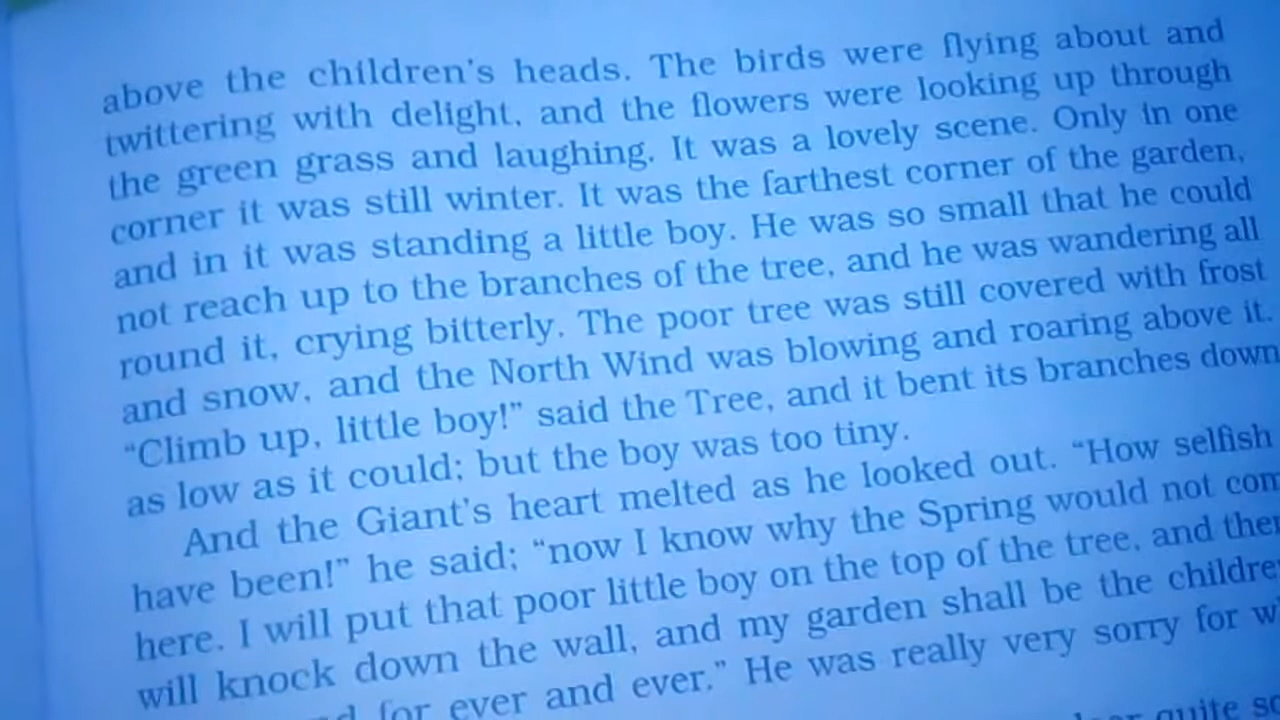 above the children's heads. The birds were flying about and
twittering with delight, and the flowers were looking up through
the green grass and laughing. It was a lovely scene. Only in one
corner it was still winter. It was the farthest corner of the garden,
and in it was standing a little boy. He was so small that he could
not reach up to the branches of the tree, and he was wandering all
round it, crying bitterly. The poor tree was still covered with frost
and snow, and the North Wind was blowing and roaring above it.
“Climb up, little boy!” said the Tree, and it bent its branches down
as low as it could; but the boy was too tiny.
And the Giant's heart melted as he looked out. “How selfish
have been!” he said; “now I know why the Spring would not com
here. I will put that poor little boy on the top of the tree, and then
will knock down the wall, and my garden shall be the childre
for ever and ever.” He was really very sorry for w
quite so